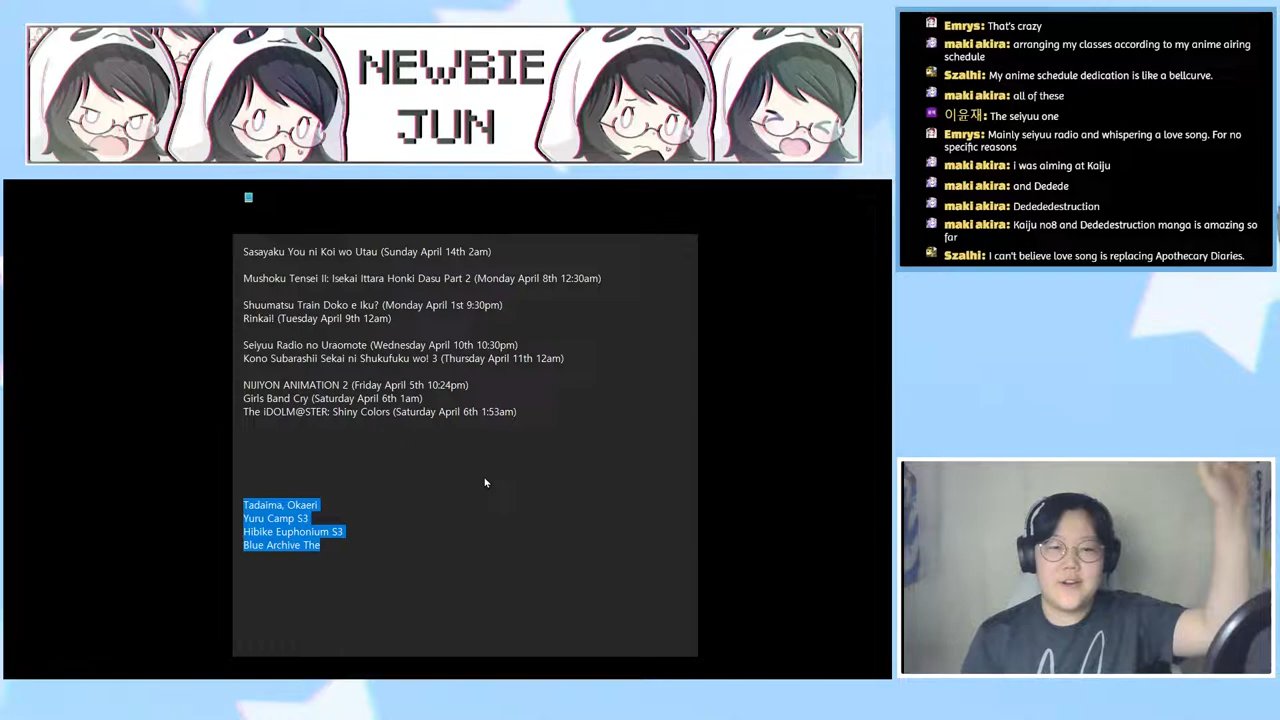 NEWBIE
JUN
Sasayaku You ni Koi wo Utau (Sunday April 14th 2am)
Mushoku Tensei II: Isekai Ittara Honki Dasu Part 2 (Monday April 8th 12:30am)
Shuumatsu Train Doko e Iku? (Monday April 1st 9:30pm)
Rinkai! (Tuesday April 9th 12am)
Seiyuu Radio no Uraomote (Wednesday April 10th 10:30pm)
Kono Subarashii Sekai ni Shukufuku wo! 3 (Thursday April 11th 12am)
NIJIYON ANIMATION 2 (Friday April 5th 10:24pm)
Girls Band Cry (Saturday April 6th 1am)
The iDOLM@STER: Shiny Colors (Saturday April 6th 1:53am)
Tadaima, Okaeri
Yuru Camp S3
Hibike Euphonium S3
Blue Archive The
Emrys: That's crazy
maki akira: arranging my classes according to my anime airing
schedule
Szalhi: My anime schedule dedication is like a bellcurve.
maki akira: all of these
이윤재: The seiyuu one
Emrys: Mainly seiyuu radio and whispering a love song. For no
specific reasons
maki akira: i was aiming at Kaiju
maki akira: and Dedede
maki akira: Dedededestruction
maki akira: Kaiju no8 and Dededestruction manga is amazing so
far
Szalhi: I can't believe love song is replacing Apothecary Diaries.